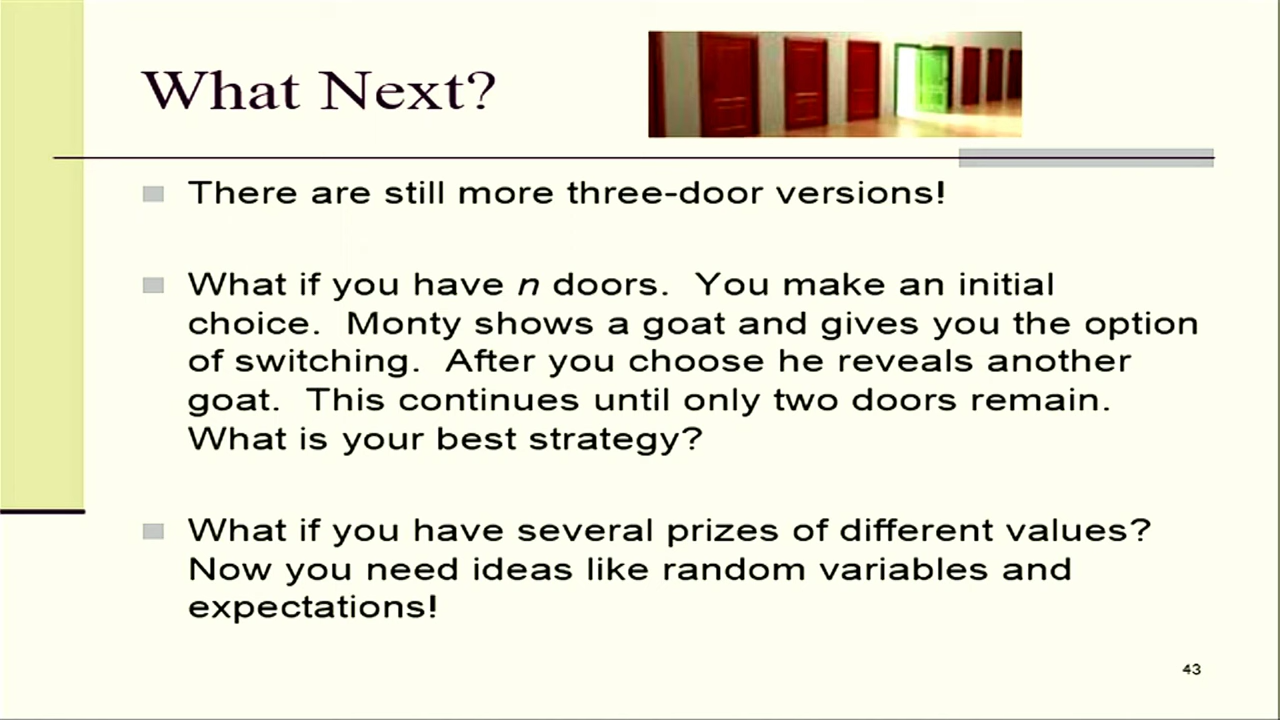 What Next?
There are still more three-door versions!
What if you have n doors. You make an initial
choice. Monty shows a goat and gives you the option
of switching. After you choose he reveals another
goat. This continues until only two doors remain.
What is your best strategy?
What if you have several prizes of different values?
Now you need ideas like random variables and
expectations!
43